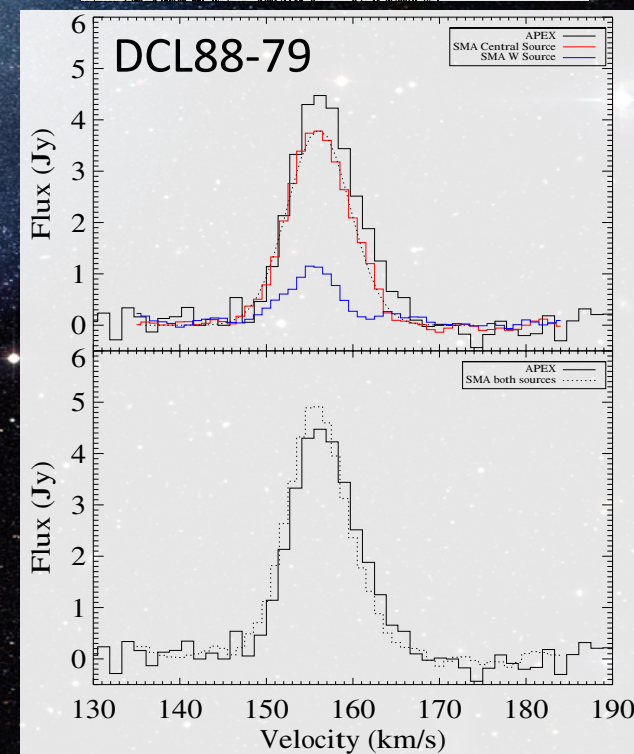 6
DCL88-79
APEX
SMA Central Source
SMA W Source
5
4
3
2
1
0
Flux (Jy)
6
APEX
SMA both sources
5
4
3
2
1
0
Flux (Jy)
130 140 150 160 170 180 190
Velocity (km/s)